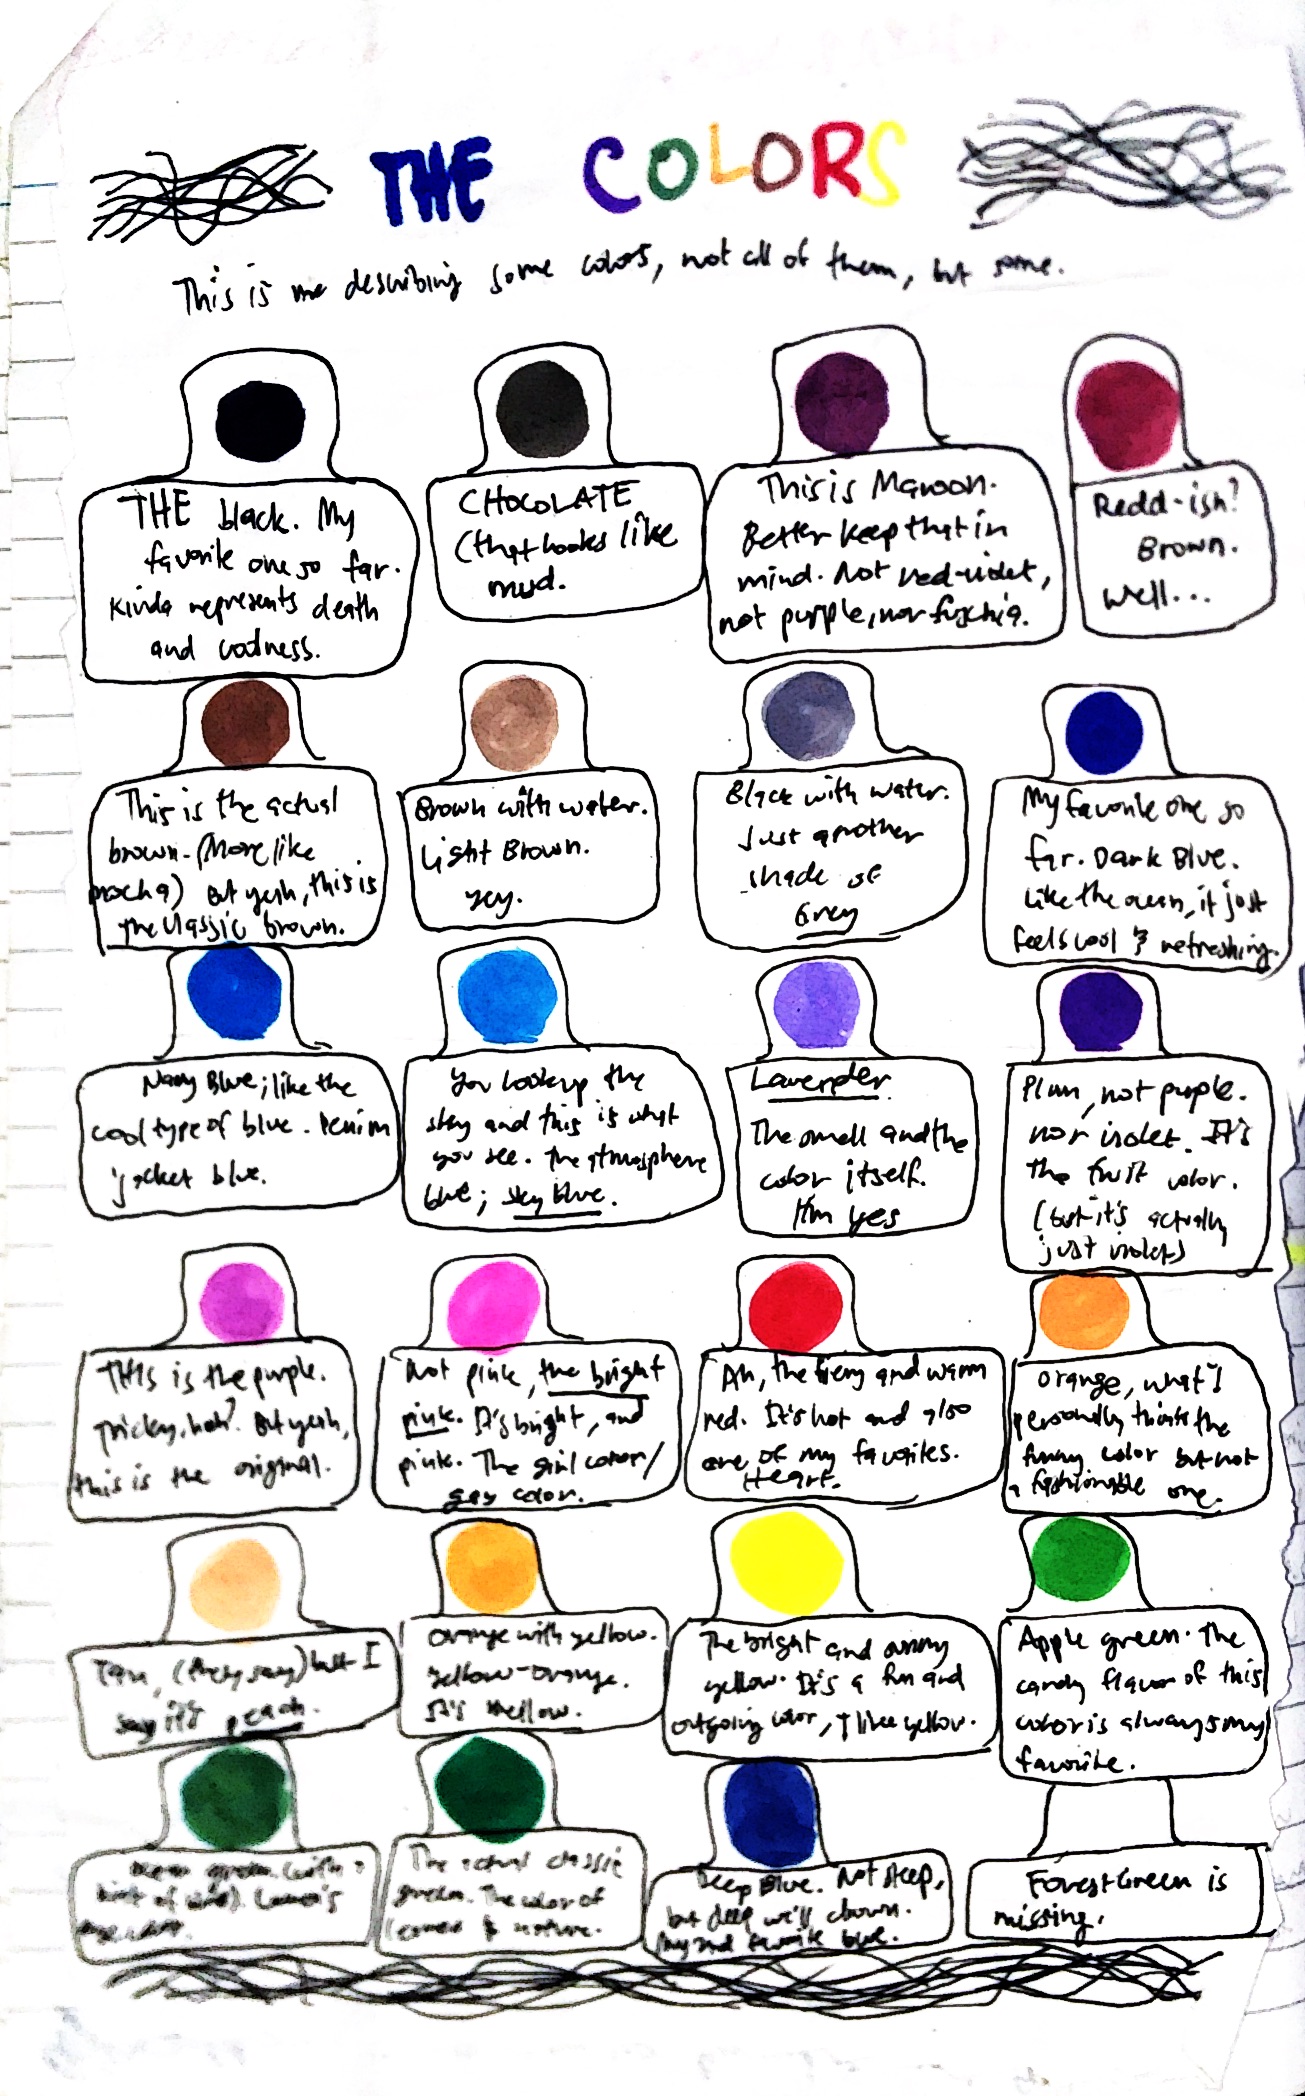 THE COLORS
This is me describing some colors, not all of them, but some.
THE black. My
favorite one so far.
Kinda represents death
and
CHOCOLATE
(that looks like
mud.
This is Maroon.
Better keep that in
mind. Not red-violet,
not purple, nor fuschia.
Redd-ish?
Brown.
Well...
This is the actual
brown. (More like
mocha) But yeah, this is
the classic brown.
Brown with water.
Light Brown.
yey.
Black with water.
Just another
shade of
Grey
My favorite one so
far. Dark Blue.
Like the ocean, it just
feels cool & refreshing.
Navy Blue; like the
cool type of blue. Denim
jacket blue.
You look up the
sky and this is what
you see. The atmosphere
blue; sky blue.
Lavender.
The smell and the
color itself.
Hm yes
Plum, not purple.
nor violet. It's
the fruit color.
(but it's actually
just violet)
THIS is the purple.
Tricky, huh? But yeah,
this is the original.
Not pink, the bright
pink. It's bright, and
pink. The girl color/
gay color.
Ah, the fiery and warm
red. It's hot and also
one of my favorites.
Heart.
Orange, what I
personally thinks the
funny color but not
a fashionable one.
Tan, (they say) but I
say it's peach.
Orange with yellow.
Yellow-Orange.
It's mellow.
The bright and sunny
yellow. It's a fun and
outgoing color, I like yellow.
Apple green. The
candy flavor of this
color is always my
favorite.
green (with a
hint of
The actual classic
green. The color of
leaves & nature.
Deep Blue. Not steep,
but deep we'll drown.
My 2nd favorite blue.
Forest Green is
missing.